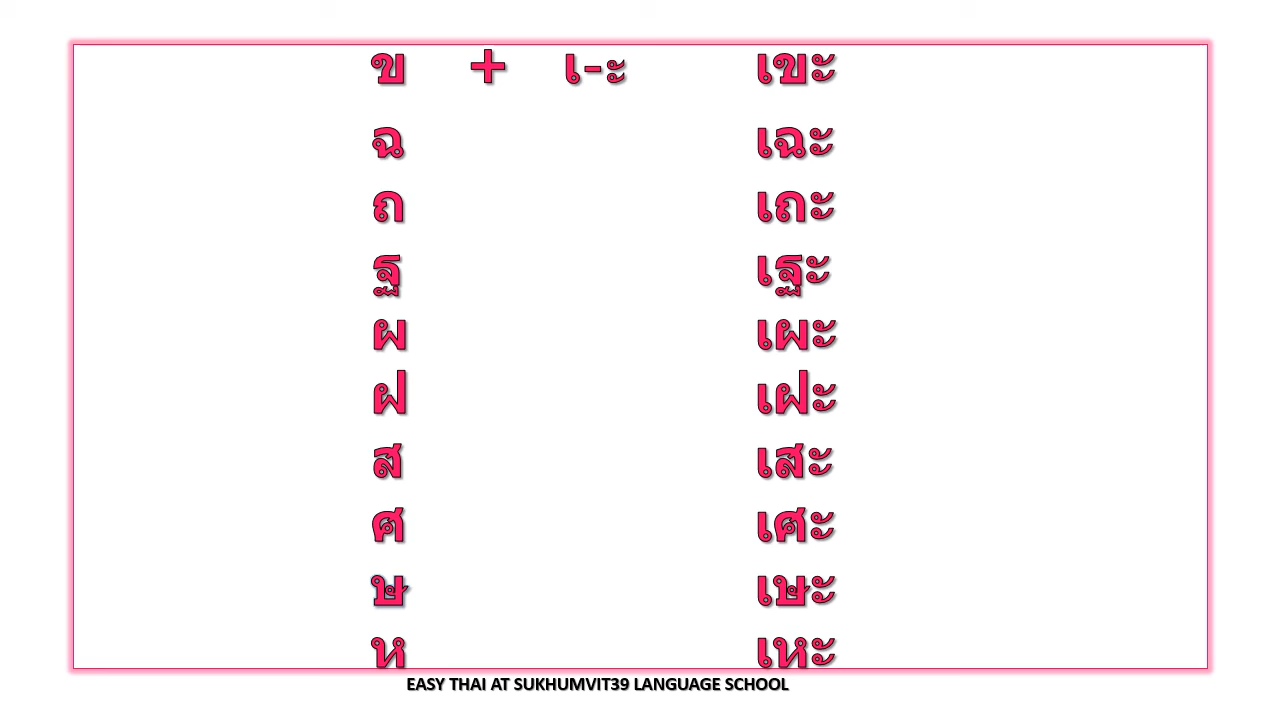 ข + เ-ะ เขะ
ฉ เฉะ
ถ เถะ
ฐ เฐะ
ผ เผะ
ฝ เฝะ
ส เสะ
ศ เศะ
ษ เษะ
ห เหะ
EASY THAI AT SUKHUMVIT39 LANGUAGE SCHOOL